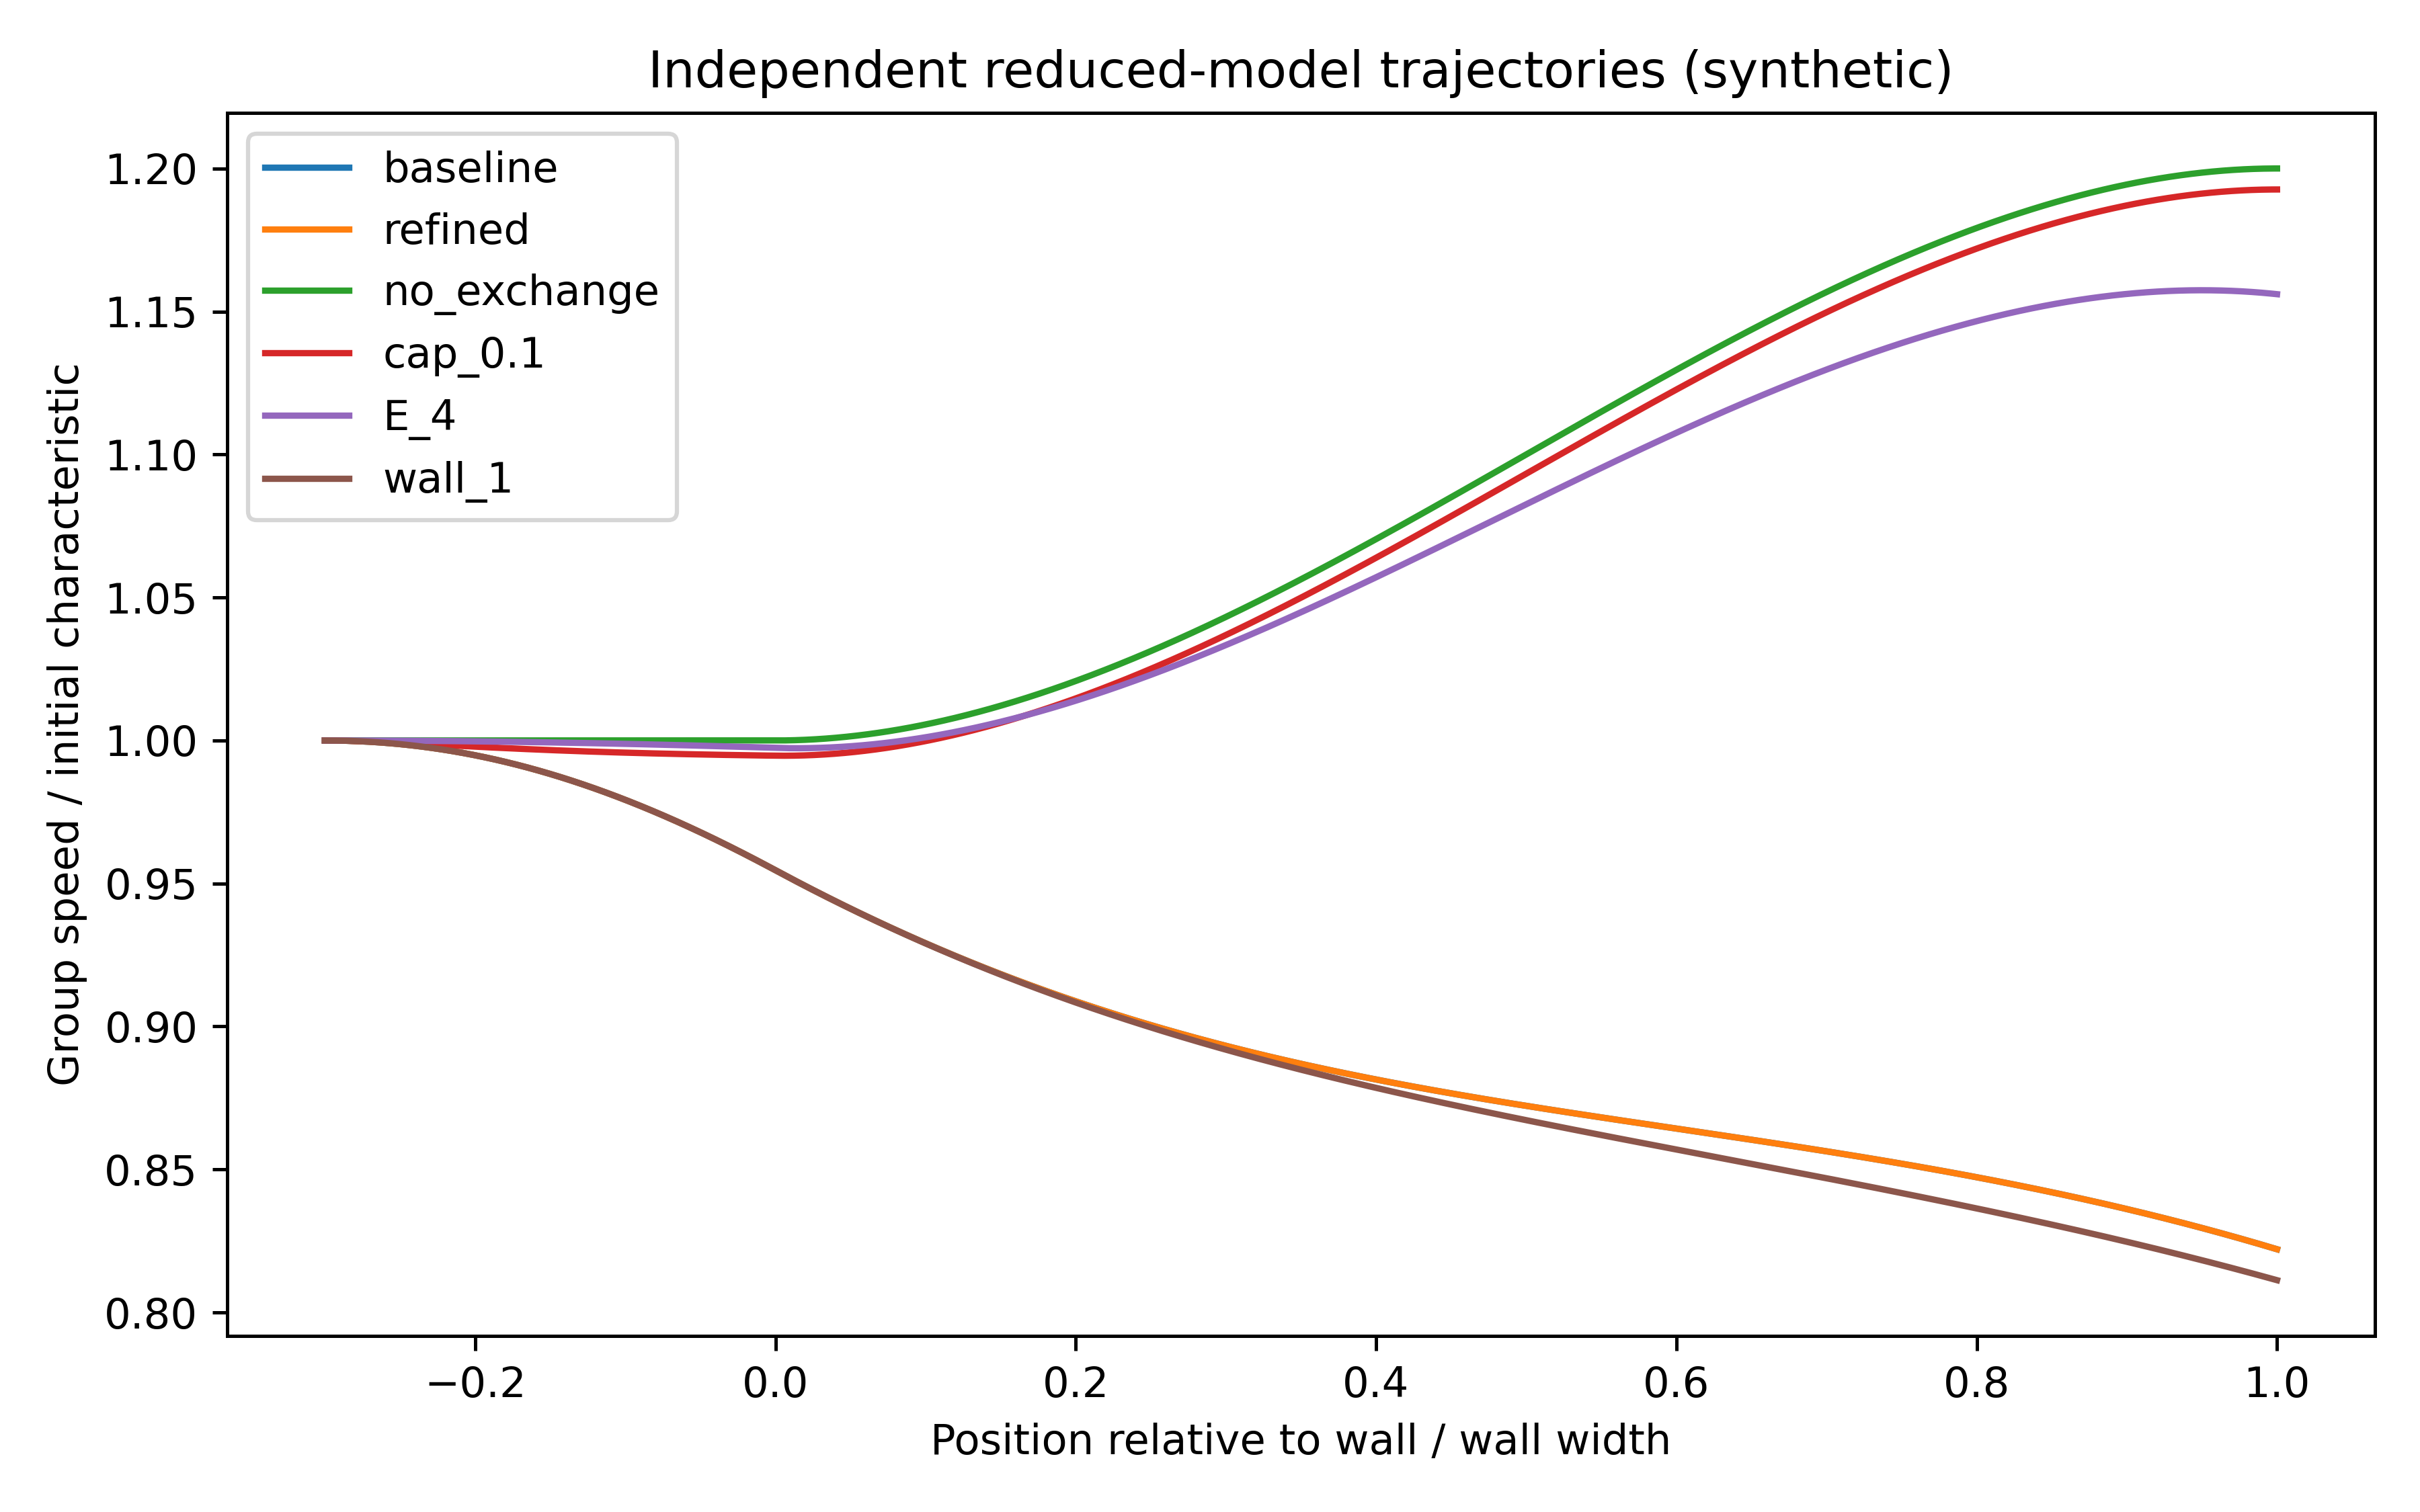 Independent reduced-model trajectories (synthetic)
baseline
refined
no_exchange
cap_0.1
E_4
wall_1
Group speed / initial characteristic
1.20
1.15
1.10
1.05
1.00
0.95
0.90
0.85
0.80
−0.2
0.0
0.2
0.4
0.6
0.8
1.0
Position relative to wall / wall width